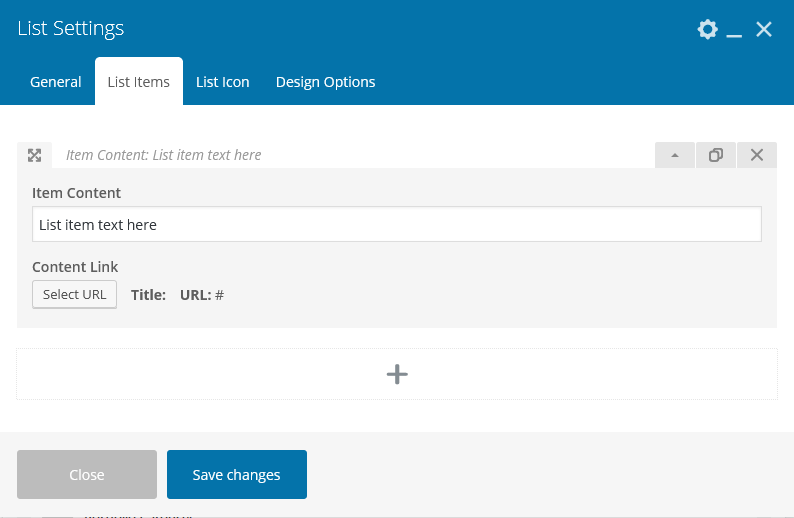 List Settings
General List Items List Icon Design Options
Item Content: List item text here
Item Content
List item text here
Content Link
Select URL Title: URL: #
Close Save changes